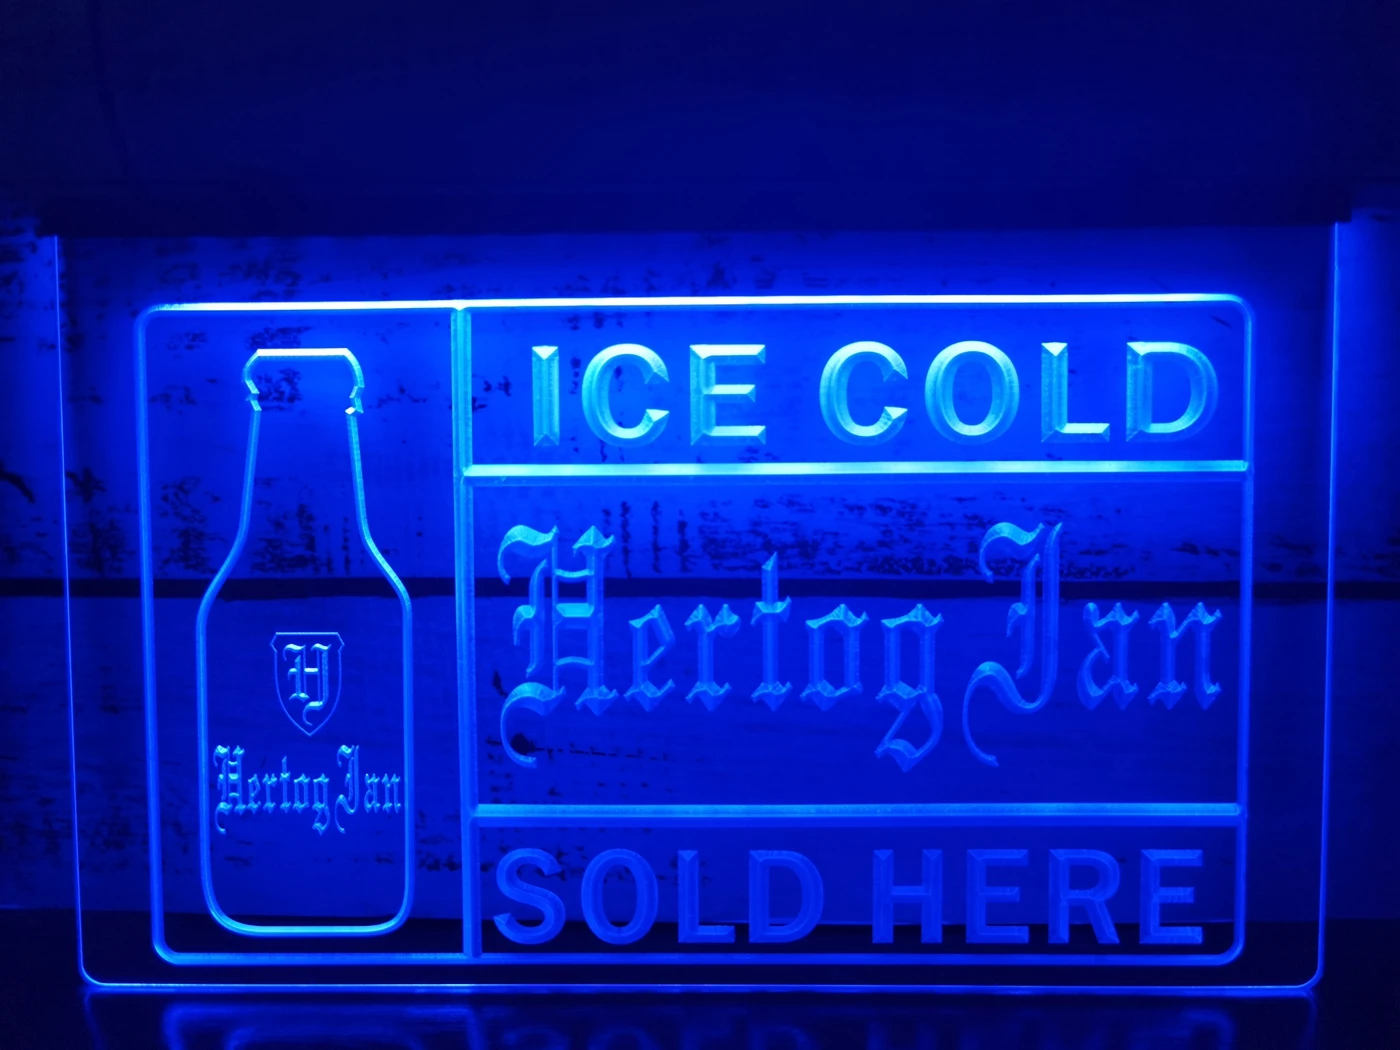 ICE COLD
Hertog Jan
SOLD HERE
H
Hertog Jan